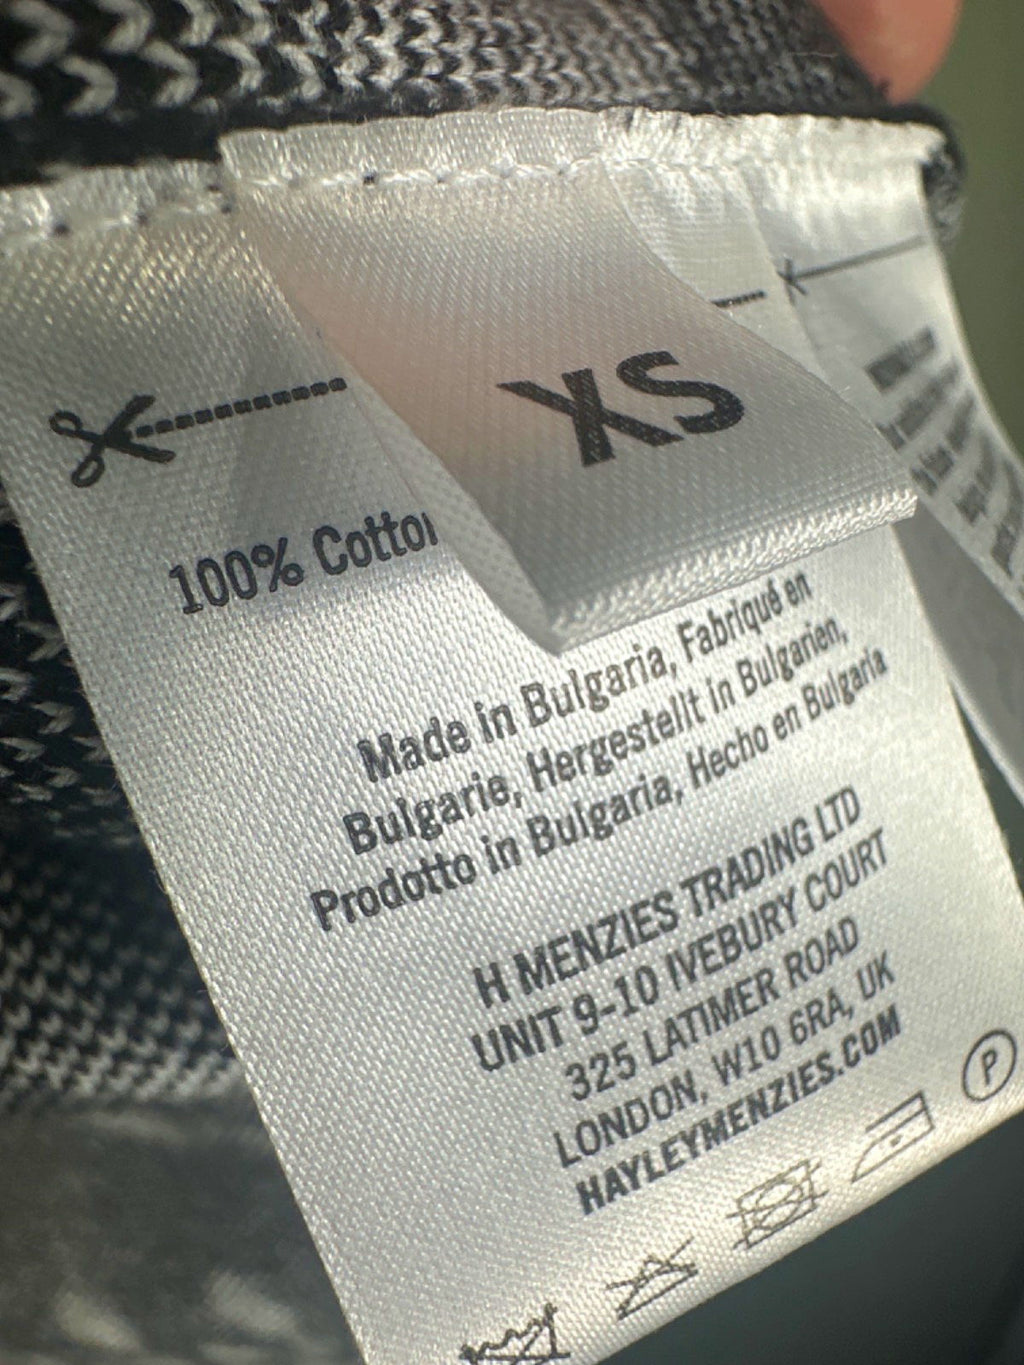 XS
100% Cotto
Made in Bulgaria, Fabriqué en
Bulgarie, Hergestellt in Bulgarien,
Prodotto in Bulgaria, Hecho en Bulgaria
H MENZIES TRADING LTD
UNIT 9-10 IVEBURY COURT
325 LATIMER ROAD
LONDON, W10 6RA, UK
HAYLEYMENZIES.COM
P